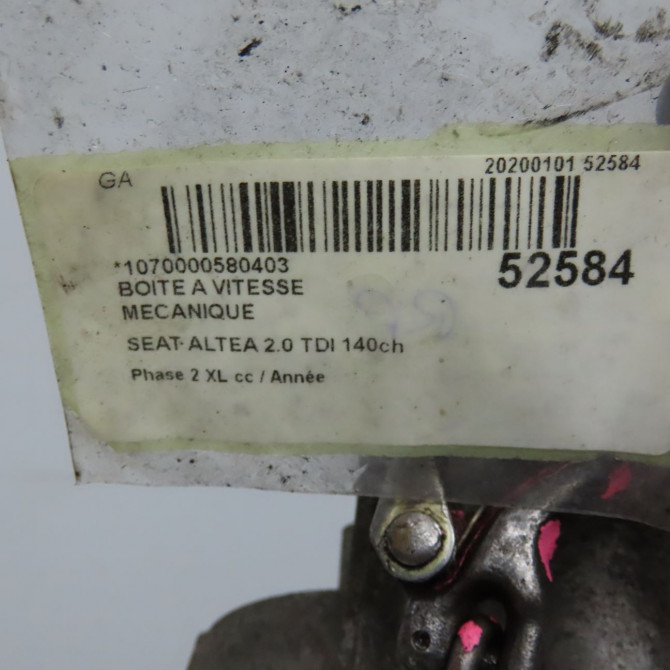 GA
20200101 52584
*1070000580403
52584
BOITE A VITESSE
MECANIQUE
SEAT ALTEA 2.0 TDI 140ch
Phase 2 XL cc / Année